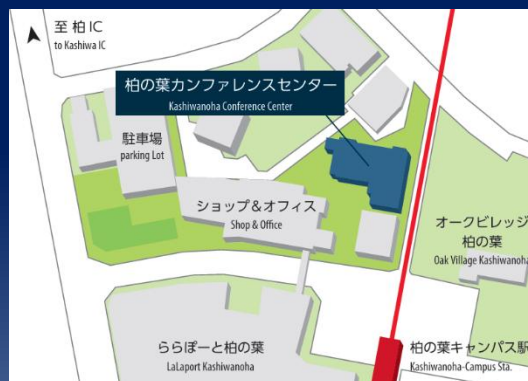 至 柏 IC
to Kashiwa IC
柏の葉カンファレンスセンター
Kashiwanoha Conference Center
駐車場
parking Lot
ショップ＆オフィス
Shop & Office
オークビレッジ
柏の葉
Oak Village Kashiwanoha
ららぽーと柏の葉
LaLaport Kashiwanoha
柏の葉キャンパス駅
Kashiwanoha-Campus Sta.